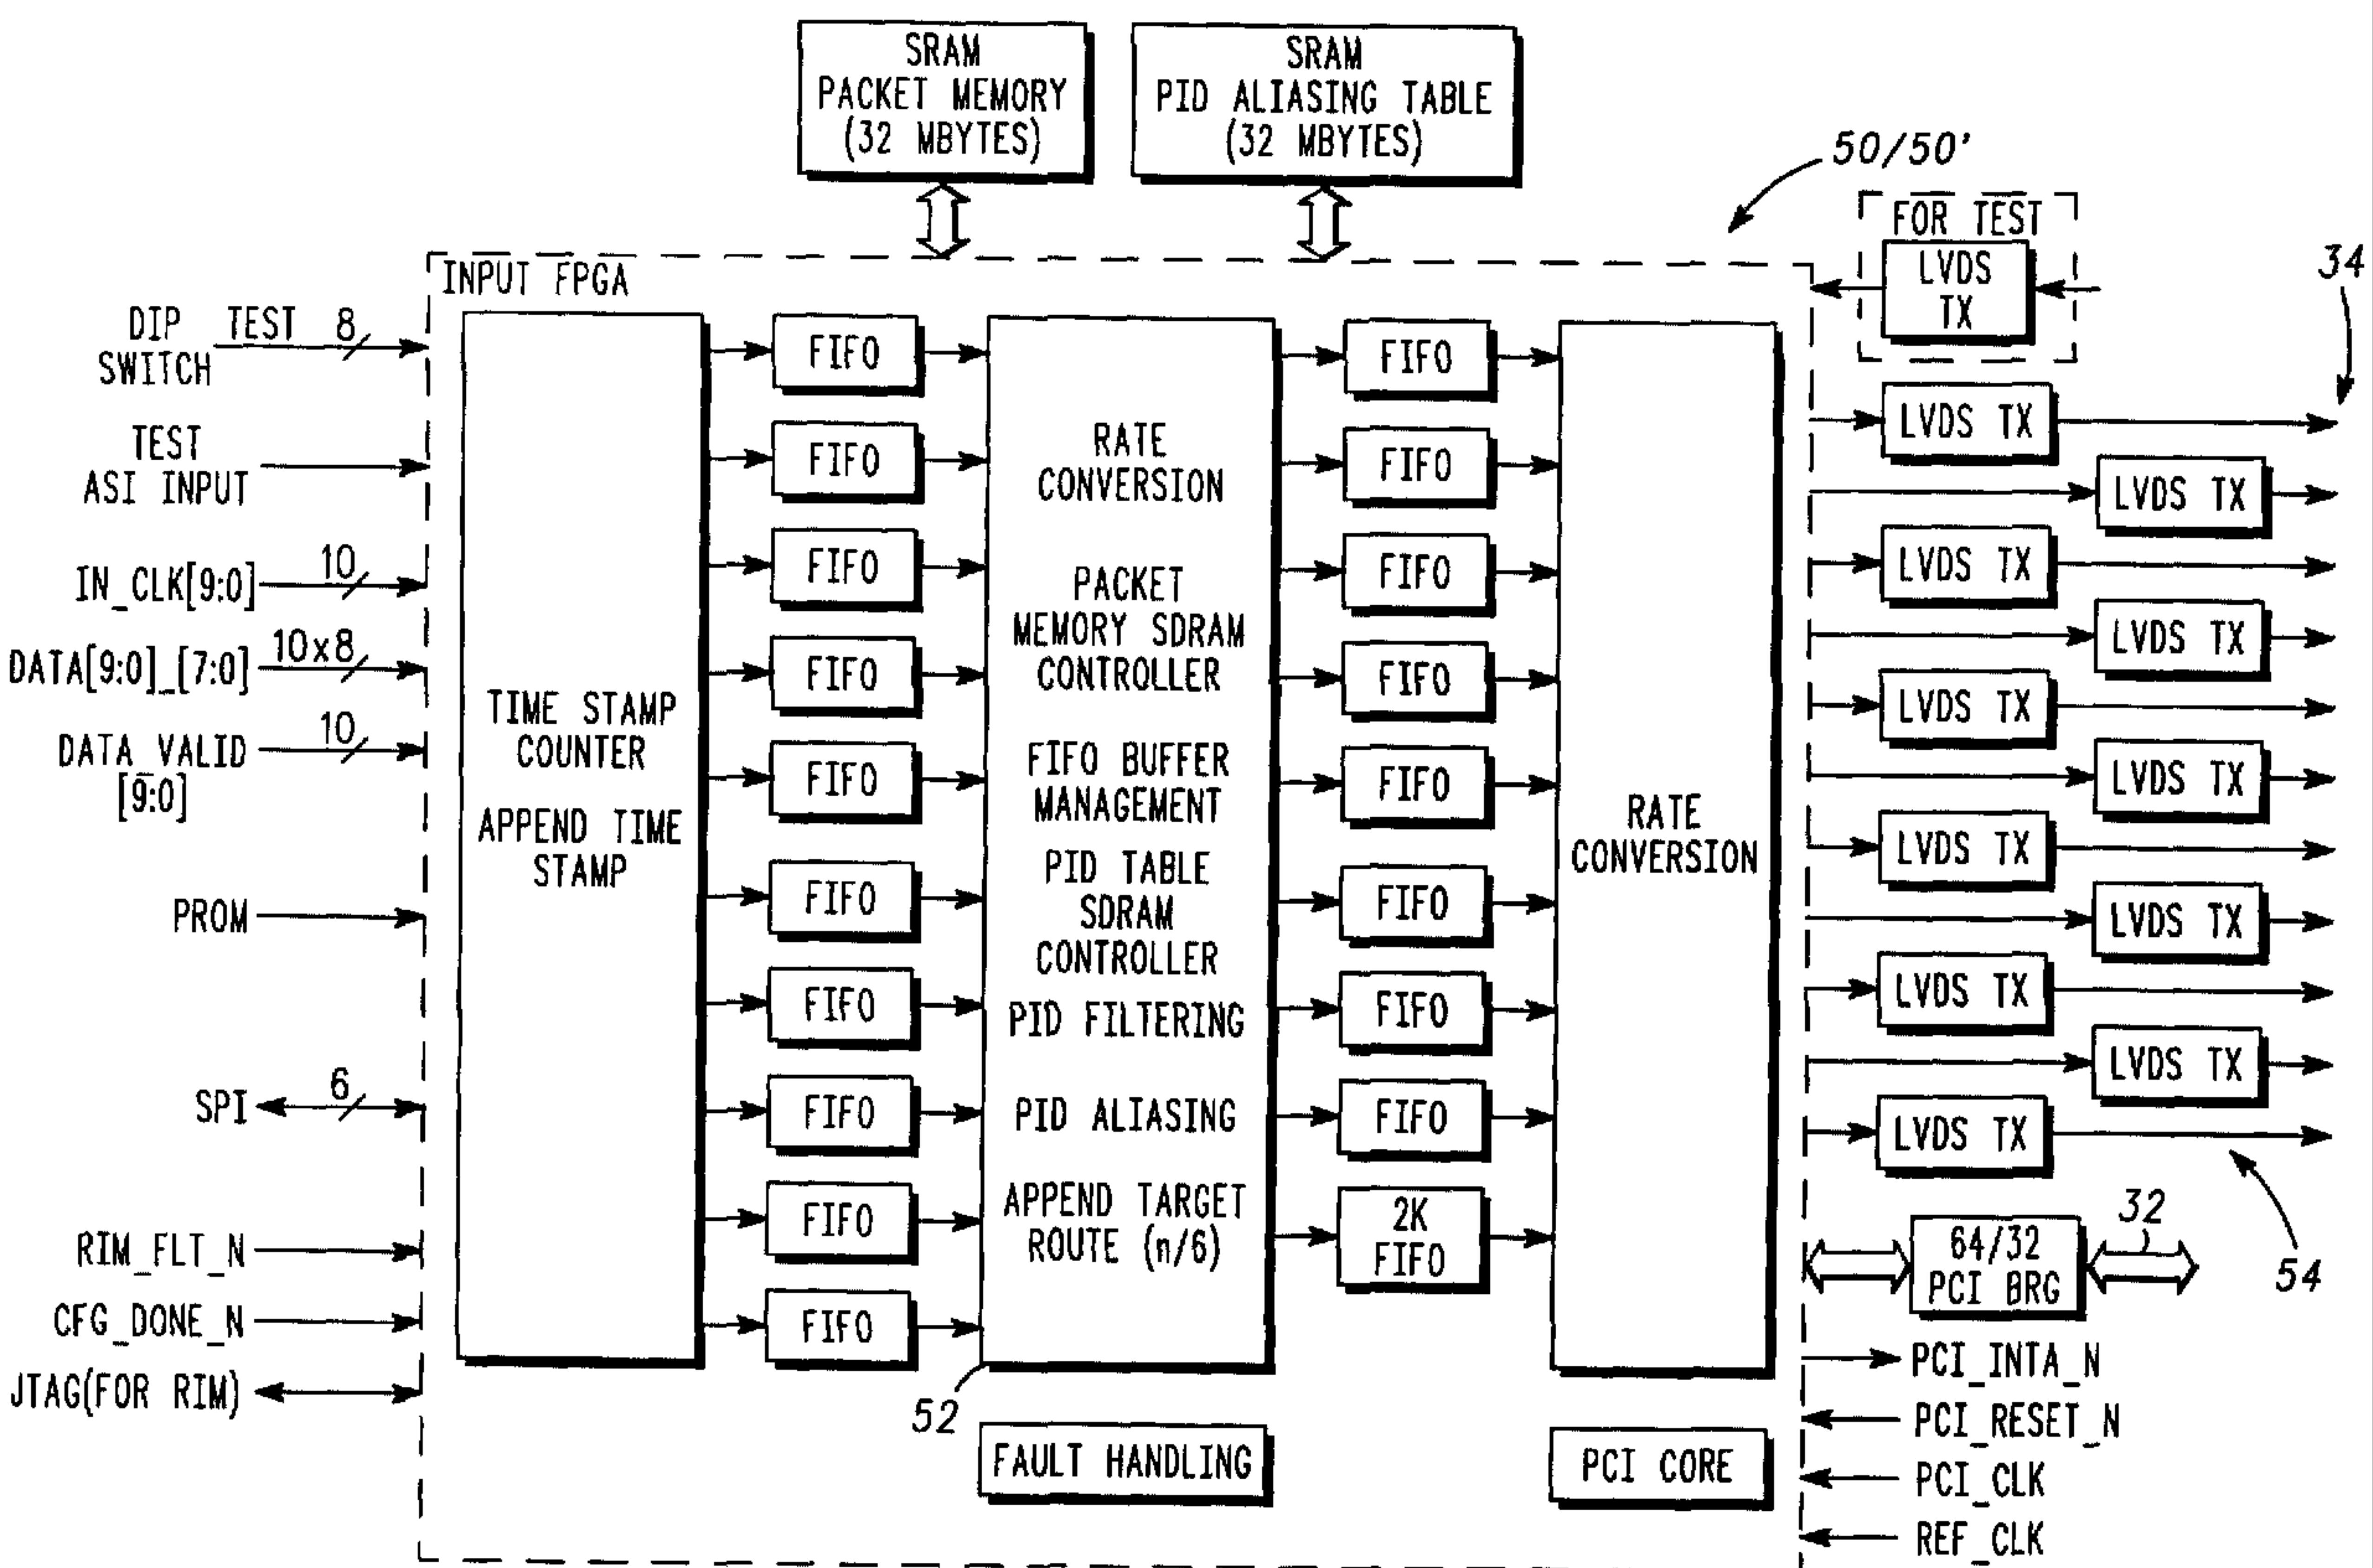 SRAM
PACKET MEMORY
(32 MBYTES)
SRAM
PID ALIASING TABLE
(32 MBYTES)
50/50'
FOR TEST
LVDS
TX
34
INPUT FPGA
DIP
SWITCH
TEST 8
TEST
ASI INPUT
IN_CLK[9:0]
10
DATA[9:0]_[7:0]
10x8
DATA_VALID
[9:0]
10
PROM
SPI
6
RIM_FLT_N
CFG_DONE_N
JTAG(FOR RIM)
TIME STAMP
COUNTER
APPEND TIME
STAMP
FIFO
FIFO
FIFO
FIFO
FIFO
FIFO
FIFO
FIFO
FIFO
FIFO
RATE
CONVERSION
PACKET
MEMORY SDRAM
CONTROLLER
FIFO BUFFER
MANAGEMENT
PID TABLE
SDRAM
CONTROLLER
PID FILTERING
PID ALIASING
APPEND TARGET
ROUTE (n/6)
52
FAULT HANDLING
FIFO
FIFO
FIFO
FIFO
FIFO
FIFO
FIFO
FIFO
2K
FIFO
RATE
CONVERSION
PCI CORE
LVDS TX
LVDS TX
LVDS TX
LVDS TX
LVDS TX
LVDS TX
LVDS TX
LVDS TX
LVDS TX
LVDS TX
LVDS TX
54
64/32
PCI BRG
32
PCI_INTA_N
PCI_RESET_N
PCI_CLK
REF_CLK